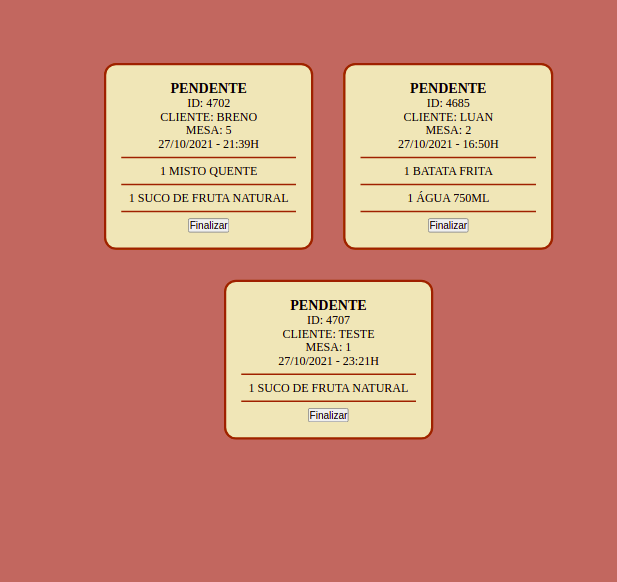 PENDENTE
ID: 4702
CLIENTE: BRENO
MESA: 5
27/10/2021 - 21:39H
1 MISTO QUENTE
1 SUCO DE FRUTA NATURAL
Finalizar
PENDENTE
ID: 4685
CLIENTE: LUAN
MESA: 2
27/10/2021 - 16:50H
1 BATATA FRITA
1 ÁGUA 750ML
Finalizar
PENDENTE
ID: 4707
CLIENTE: TESTE
MESA: 1
27/10/2021 - 23:21H
1 SUCO DE FRUTA NATURAL
Finalizar